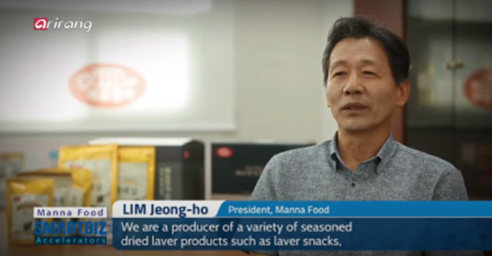 arirang
LIM Jeong-ho President, Manna Food
Manna Food
SMARTBIZ
Accelerators
We are a producer of a variety of seasoned
dried laver products such as laver snacks,